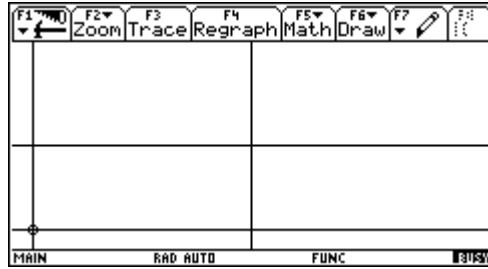 F1 F2 F3 F4 F5 F6 F7
Zoom Trace Regraph Math Draw
MAIN RAD AUTO FUNC BUSY